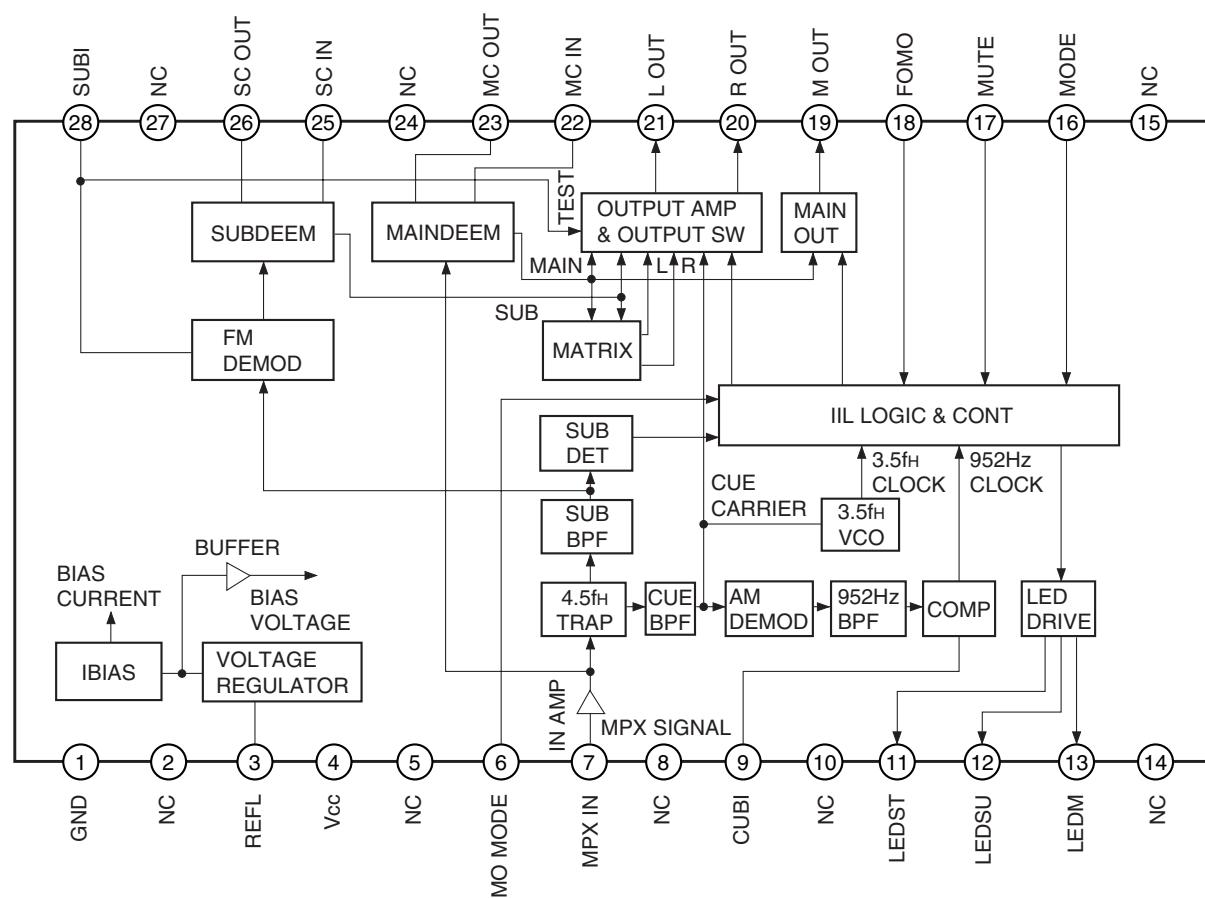 SUBI
NC
SC OUT
SC IN
NC
MC OUT
MC IN
L OUT
R OUT
M OUT
FOMO
MUTE
MODE
NC
28
27
26
25
24
23
22
21
20
19
18
17
16
15
SUBDEEM
MAINDEEM
TEST
OUTPUT AMP
& OUTPUT SW
MAIN
OUT
MAIN
L
R
SUB
MATRIX
FM
DEMOD
IIL LOGIC & CONT
SUB
DET
3.5fH
CLOCK
952Hz
CLOCK
CUE
CARRIER
SUB
BPF
3.5fH
VCO
BUFFER
BIAS
CURRENT
BIAS
VOLTAGE
4.5fH
TRAP
CUE
BPF
AM
DEMOD
952Hz
BPF
COMP
LED
DRIVE
IBIAS
VOLTAGE
REGULATOR
IN AMP
MPX SIGNAL
1
2
3
4
5
6
7
8
9
10
11
12
13
14
GND
NC
REFL
Vcc
NC
MO MODE
MPX IN
NC
CUBI
NC
LEDST
LEDSU
LEDM
NC